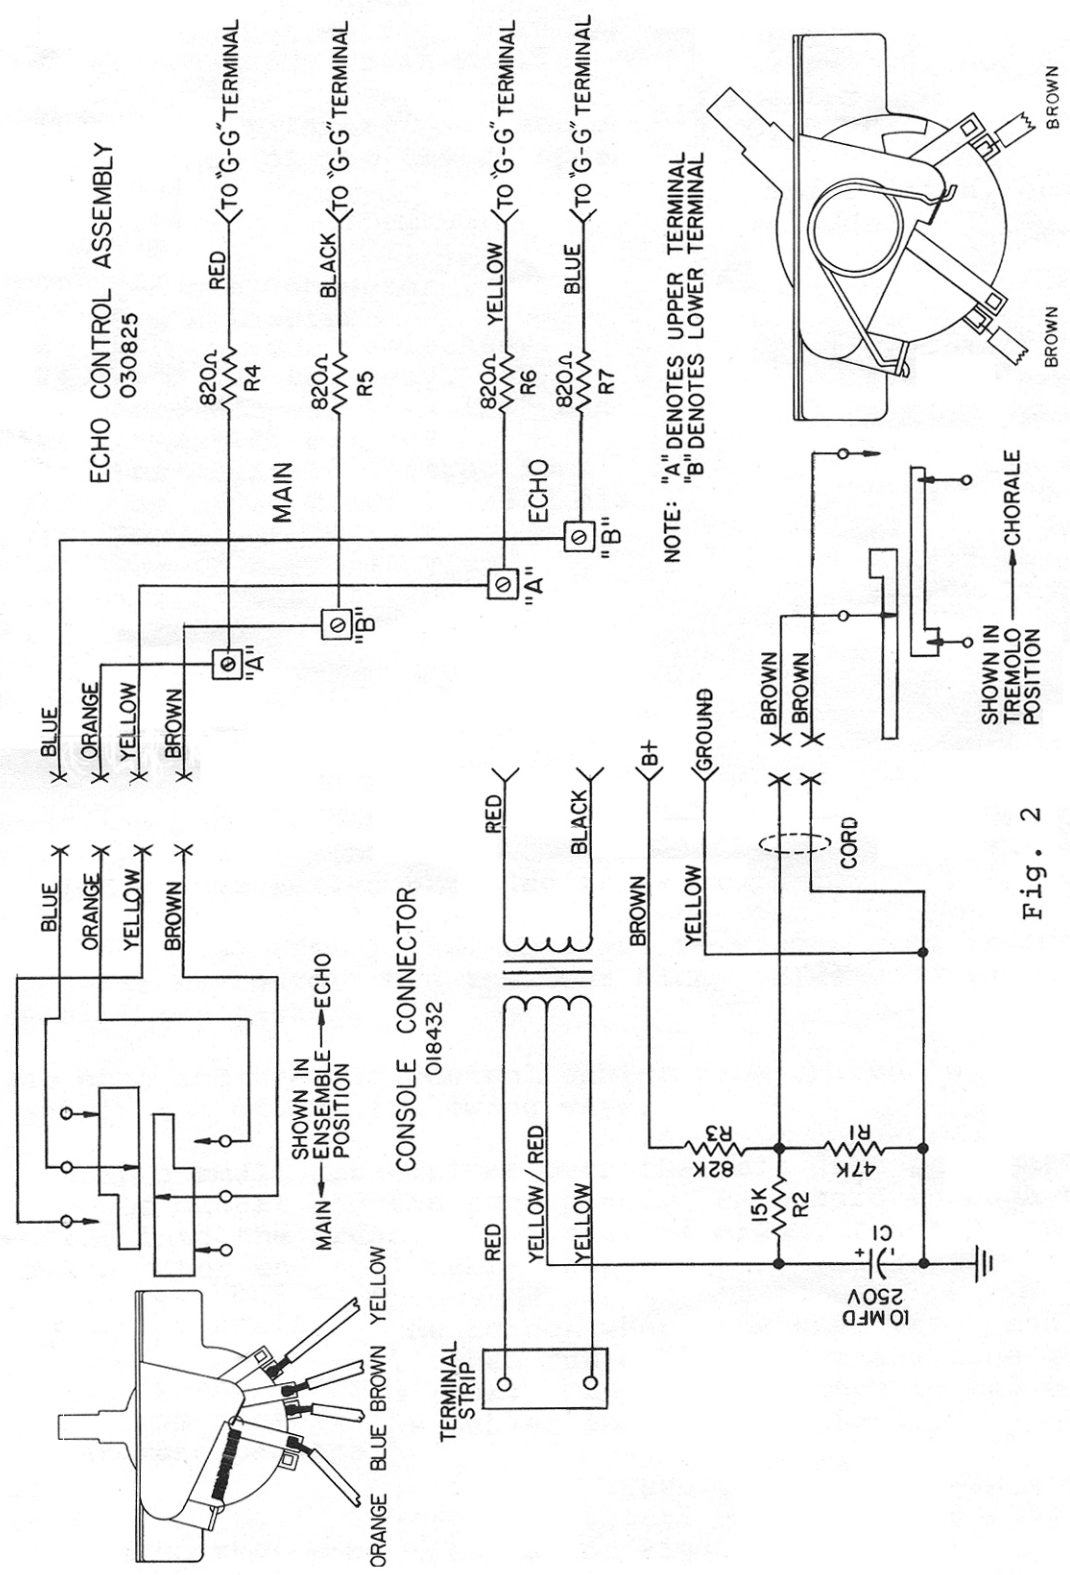 ECHO CONTROL ASSEMBLY
030825
TO "G-G" TERMINAL
TO "G-G" TERMINAL
TO "G-G" TERMINAL
TO "G-G" TERMINAL
RED
BLACK
YELLOW
BLUE
820Ω
R4
820Ω
R5
820Ω
R6
820Ω
R7
MAIN
ECHO
"A"
"B"
"A"
"B"
BLUE
ORANGE
YELLOW
BROWN
BLUE
ORANGE
YELLOW
BROWN
SHOWN IN
MAIN ENSEMBLE ECHO
POSITION
ORANGE BLUE BROWN YELLOW
NOTE: "A" DENOTES UPPER TERMINAL
"B" DENOTES LOWER TERMINAL
BROWN
BROWN
CONSOLE CONNECTOR
018432
TERMINAL
STRIP
RED
YELLOW/RED
YELLOW
RED
BLACK
BROWN
B+
YELLOW
GROUND
BROWN
BROWN
CORD
82K
R3
47K
R1
15K
R2
C1
+
-
10 MFD
250V
SHOWN IN
TREMOLO CHORALE
POSITION
Fig. 2